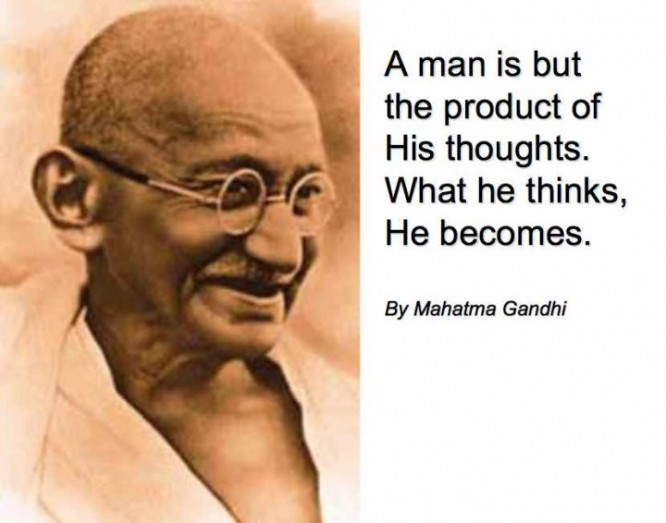 A man is but
the product of
His thoughts.
What he thinks,
He becomes.
By Mahatma Gandhi